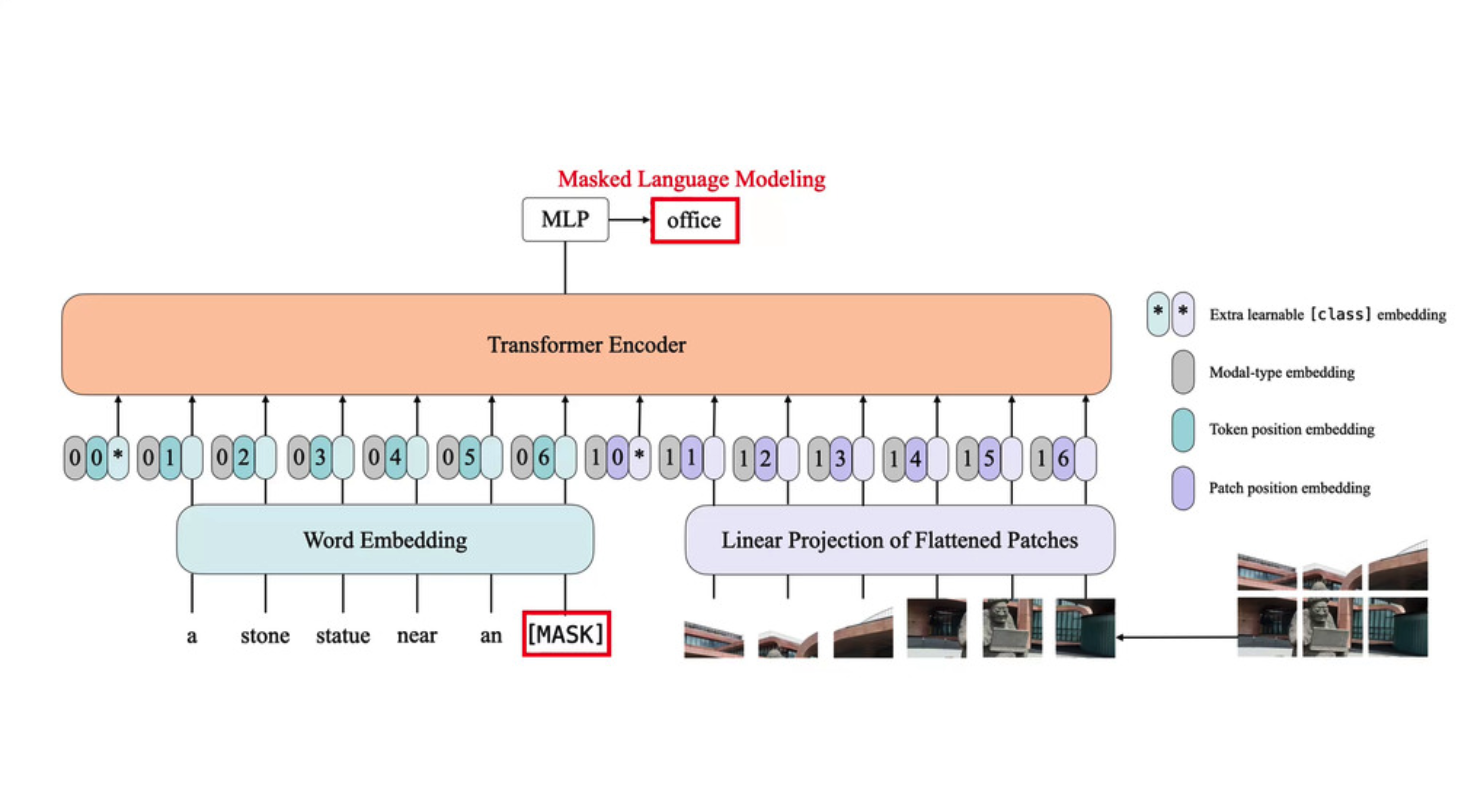 Masked Language Modeling
MLP
office
Transformer Encoder
* * Extra learnable [class] embedding
Modal-type embedding
Token position embedding
Patch position embedding
0 0 * 0 1 0 2 0 3 0 4 0 5 0 6 1 0 * 1 1 1 2 1 3 1 4 1 5 1 6
Word Embedding
Linear Projection of Flattened Patches
a stone statue near an [MASK]